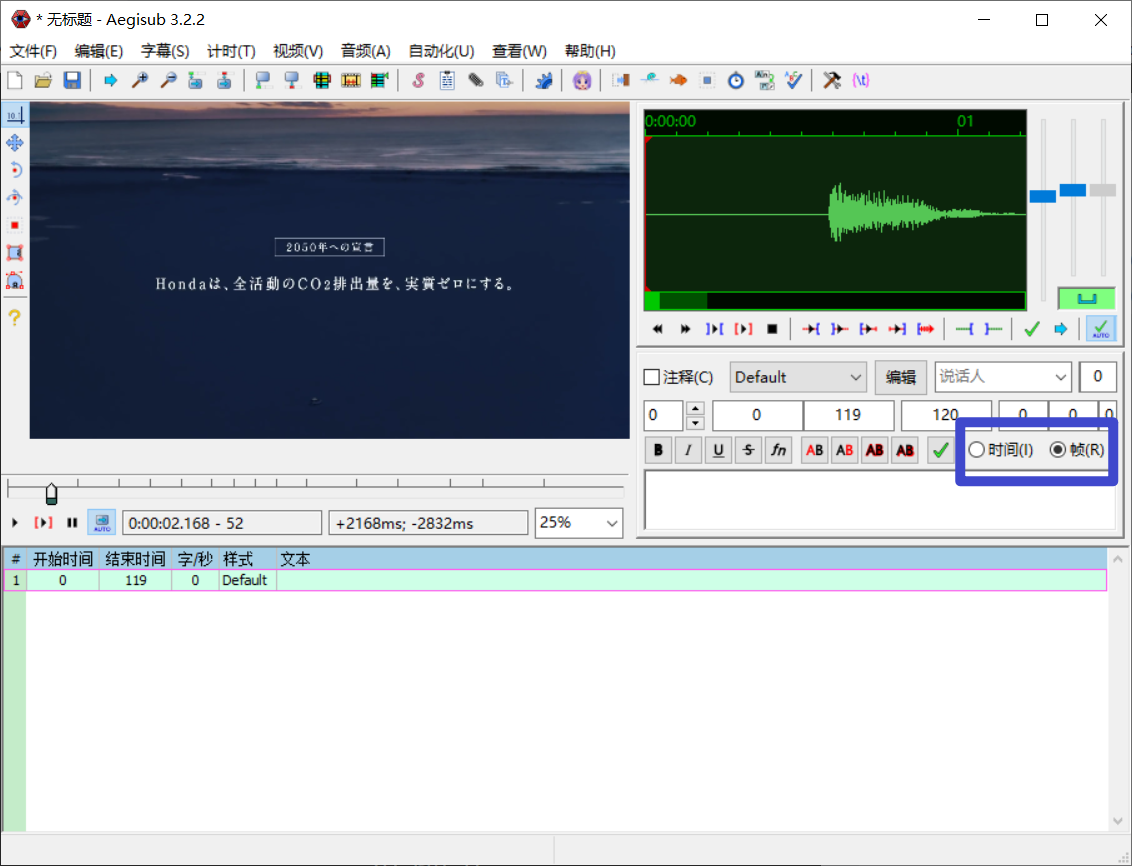 * 无标题 - Aegisub 3.2.2
文件(F) 编辑(E) 字幕(S) 计时(T) 视频(V) 音频(A) 自动化(U) 查看(W) 帮助(H)
2050年への宣言
Hondaは、全活動のCO2排出量を、実質ゼロにする。
0:00:00 01
注释(C) Default 编辑 说话人 0
0 0 119 120 0 0 0
B I U S fn AB AB AB AB 时间(I) 帧(R)
AUTO
AUTO 0:00:02.168 - 52 +2168ms; -2832ms 25%
# 开始时间 结束时间 字/秒 样式 文本
1 0 119 0 Default